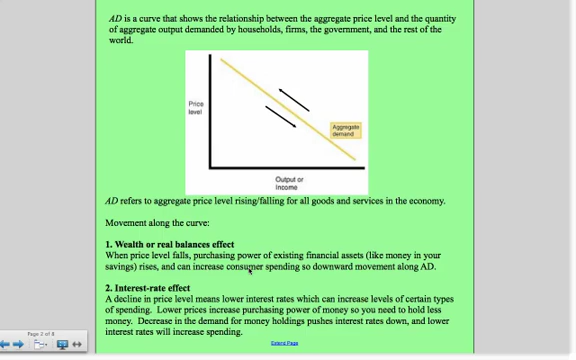 AD is a curve that shows the relationship between the aggregate price level and the quantity
of aggregate output demanded by households, firms, the government, and the rest of the
world.
Price
level
Aggregate
demand
Output or
Income
AD refers to aggregate price level rising/falling for all goods and services in the economy.
Movement along the curve:
1. Wealth or real balances effect
When price level falls, purchasing power of existing financial assets (like money in your
savings) rises, and can increase consumer spending so downward movement along AD.
2. Interest-rate effect
A decline in price level means lower interest rates which can increase levels of certain types
of spending. Lower prices increase purchasing power of money so you need to hold less
money. Decrease in the demand for money holdings pushes interest rates down, and lower
interest rates will increase spending.
Page 2 of 8
Extend Page